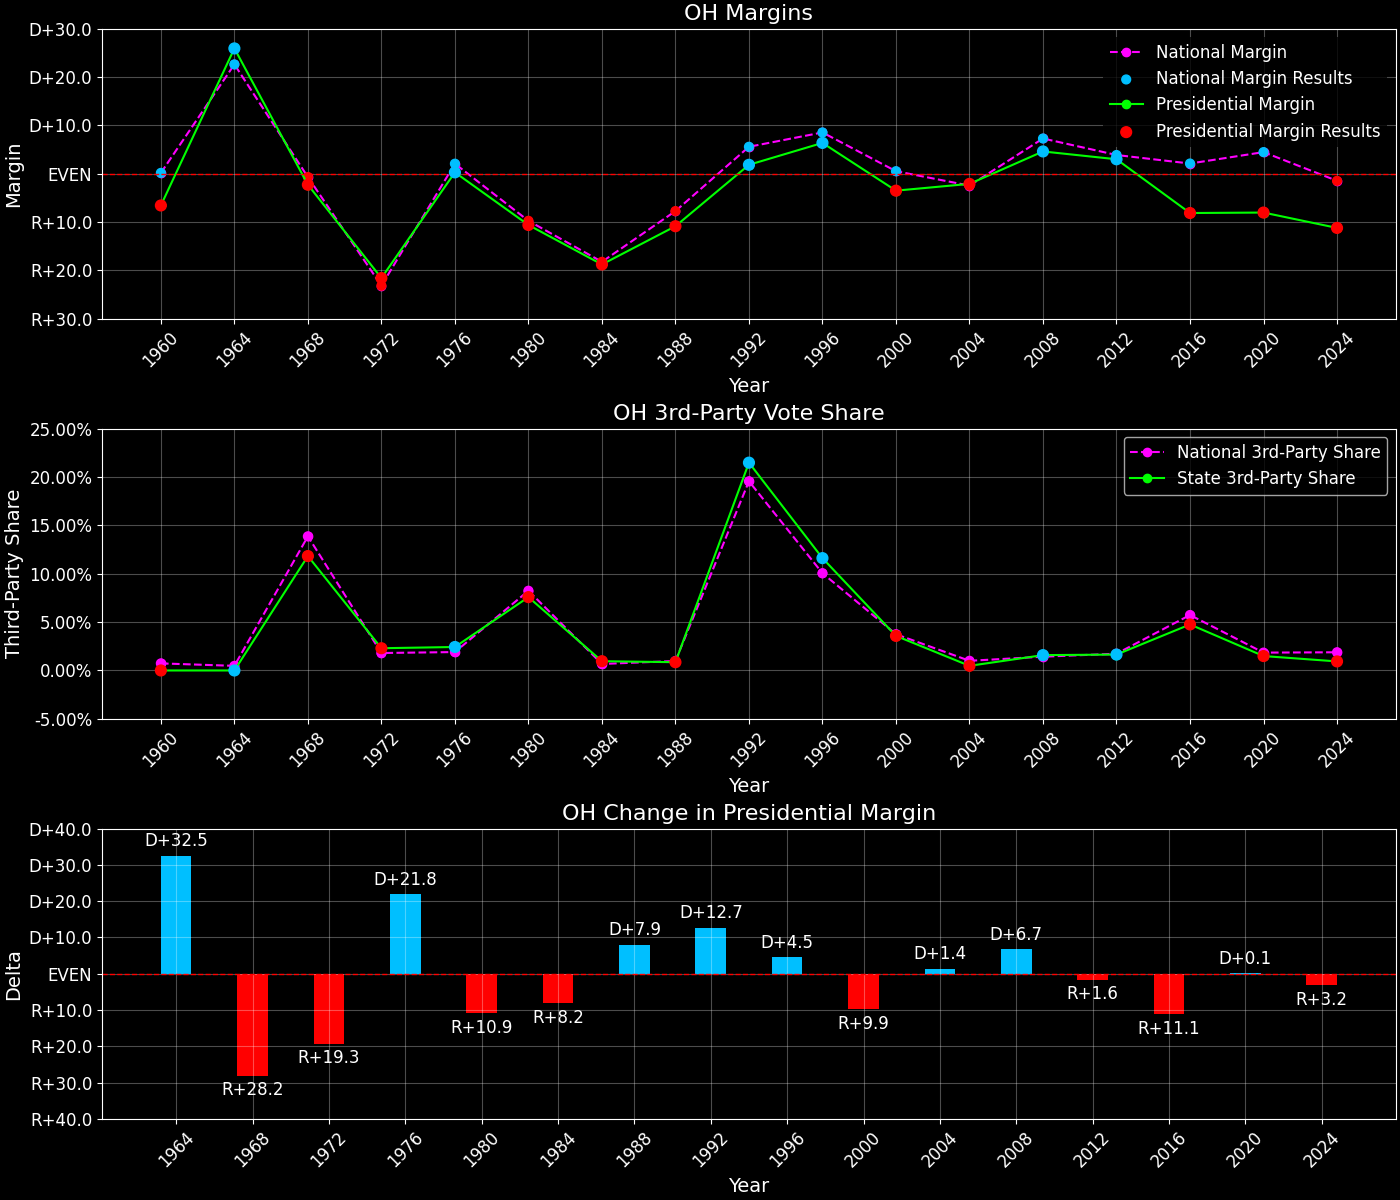 OH Margins
D+30.0
D+20.0
D+10.0
EVEN
R+10.0
R+20.0
R+30.0
Margin
National Margin
National Margin Results
Presidential Margin
Presidential Margin Results
1960 1964 1968 1972 1976 1980 1984 1988 1992 1996 2000 2004 2008 2012 2016 2020 2024
Year
OH 3rd-Party Vote Share
25.00%
20.00%
15.00%
10.00%
5.00%
0.00%
-5.00%
Third-Party Share
National 3rd-Party Share
State 3rd-Party Share
1960 1964 1968 1972 1976 1980 1984 1988 1992 1996 2000 2004 2008 2012 2016 2020 2024
Year
OH Change in Presidential Margin
D+40.0
D+30.0
D+20.0
D+10.0
EVEN
R+10.0
R+20.0
R+30.0
R+40.0
Delta
D+32.5
R+28.2
R+19.3
D+21.8
R+10.9
R+8.2
D+7.9
D+12.7
D+4.5
R+9.9
D+1.4
D+6.7
R+1.6
R+11.1
D+0.1
R+3.2
1964 1968 1972 1976 1980 1984 1988 1992 1996 2000 2004 2008 2012 2016 2020 2024
Year